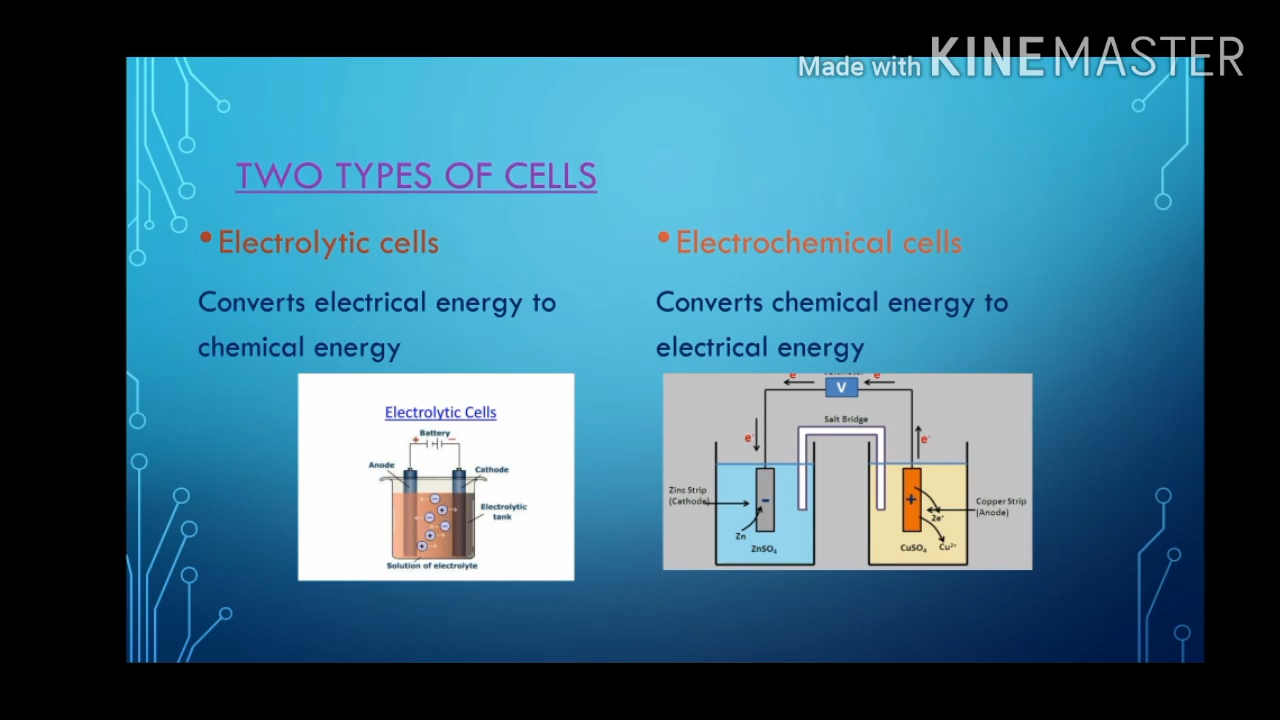 Made with KINEMASTER
TWO TYPES OF CELLS
• Electrolytic cells
Converts electrical energy to
chemical energy
Electrolytic Cells
Battery
+ −
Anode
Cathode
Electrolytic
tank
Solution of electrolyte
• Electrochemical cells
Converts chemical energy to
electrical energy
e⁻ V e⁻
Salt Bridge
e⁻ e⁻
Zinc Strip
(Cathode)
−
Zn
ZnSO₄
+
Copper Strip
(Anode)
2e⁻
CuSO₄ Cu²⁺